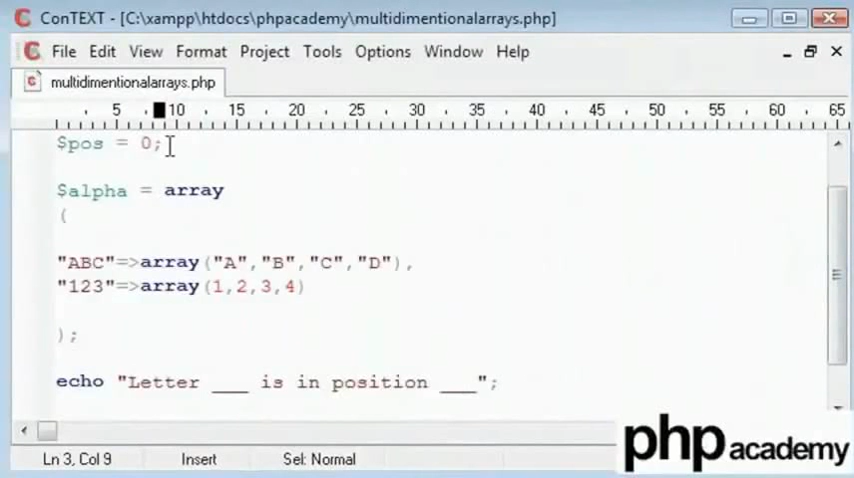 ConTEXT - [C:\xampp\htdocs\phpacademy\multidimentionalarrays.php]
File Edit View Format Project Tools Options Window Help
multidimentionalarrays.php
5 10 15 20 25 30 35 40 45 50 55 60 65
$pos = 0;
$alpha = array
(
"ABC"=>array("A","B","C","D"),
"123"=>array(1,2,3,4)
);
echo "Letter ___ is in position ___";
Ln 3, Col 9 Insert Sel: Normal
php academy